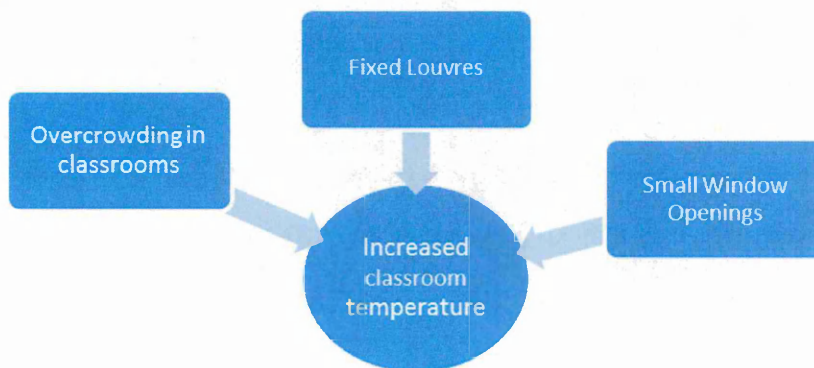 Fixed Louvres
Overcrowding in
classrooms
Small Window
Openings
Increased
classroom
temperature